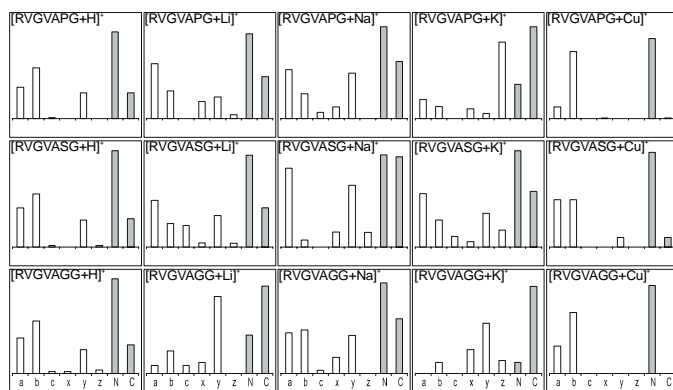 [RVGVAPG+H]⁺ [RVGVAPG+Li]⁺ [RVGVAPG+Na]⁺ [RVGVAPG+K]⁺ [RVGVAPG+Cu]⁺
[RVGVASG+H]⁺ [RVGVASG+Li]⁺ [RVGVASG+Na]⁺ [RVGVASG+K]⁺ [RVGVASG+Cu]⁺
[RVGVAGG+H]⁺ [RVGVAGG+Li]⁺ [RVGVAGG+Na]⁺ [RVGVAGG+K]⁺ [RVGVAGG+Cu]⁺
a b c x y z N C a b c x y z N C a b c x y z N C a b c x y z N C a b c x y z N C